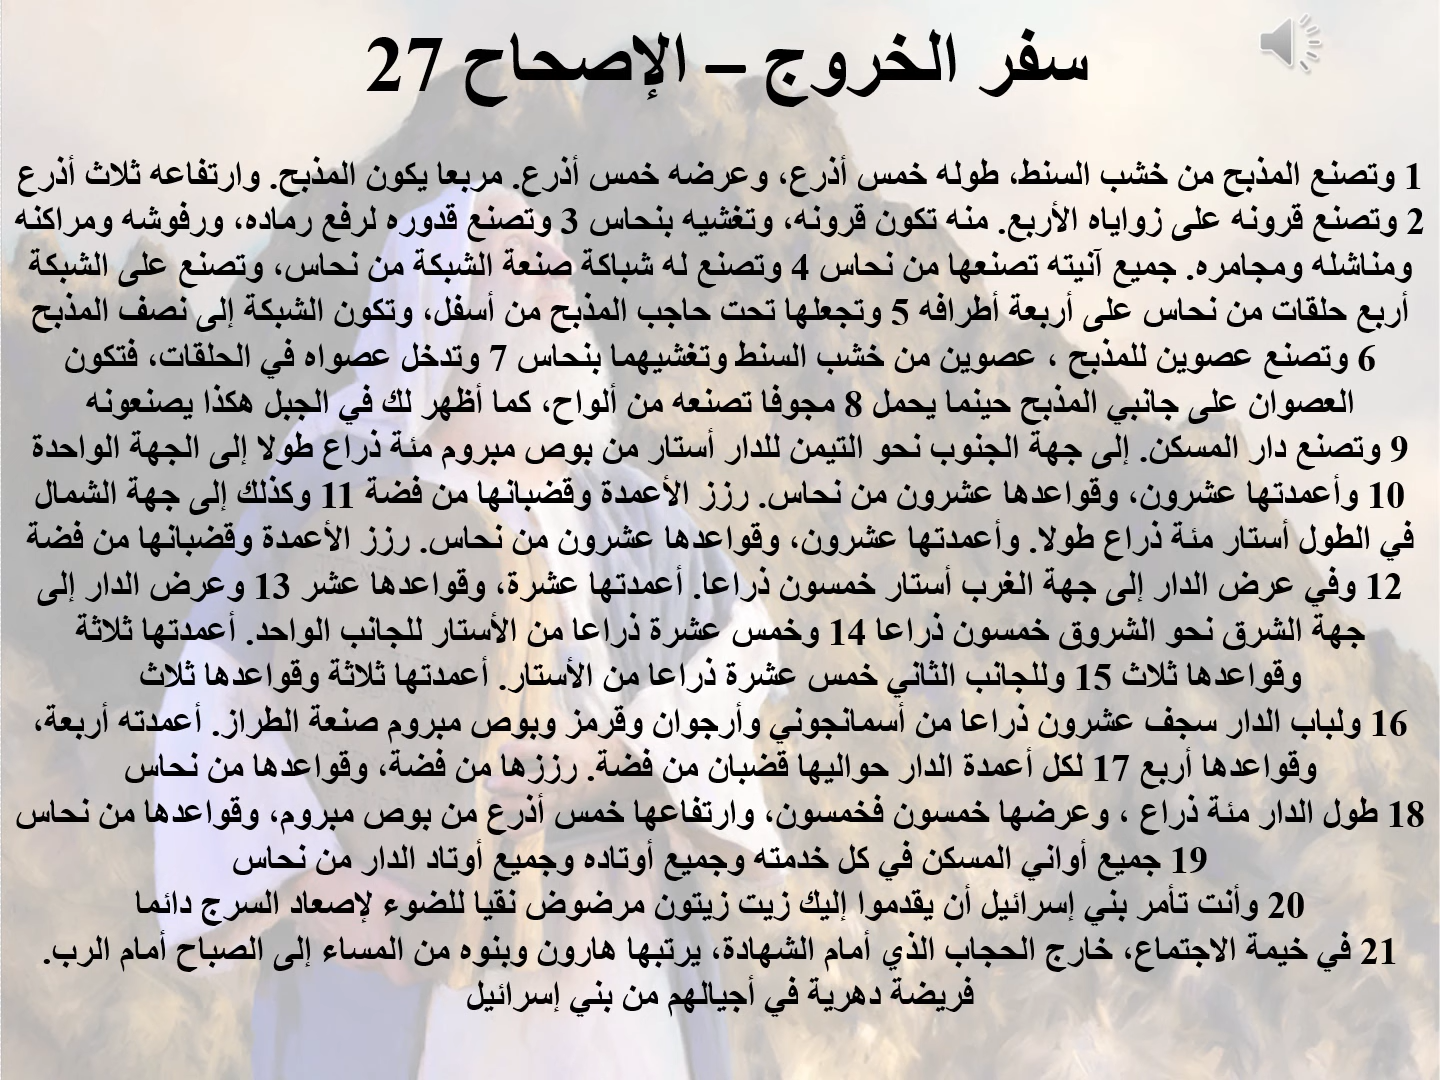 سفر الخروج – الإصحاح 27
1 وتصنع المذبح من خشب السنط، طوله خمس أذرع، وعرضه خمس أذرع. مربعا يكون المذبح. وارتفاعه ثلاث أذرع
2 وتصنع قرونه على زواياه الأربع. منه تكون قرونه، وتغشيه بنحاس 3 وتصنع قدوره لرفع رماده، ورفوشه ومراكنه
ومناشله ومجامره. جميع آنيته تصنعها من نحاس 4 وتصنع له شباكة صنعة الشبكة من نحاس، وتصنع على الشبكة
أربع حلقات من نحاس على أربعة أطرافه 5 وتجعلها تحت حاجب المذبح من أسفل، وتكون الشبكة إلى نصف المذبح
6 وتصنع عصوين للمذبح ، عصوين من خشب السنط وتغشيهما بنحاس 7 وتدخل عصواه في الحلقات، فتكون
العصوان على جانبي المذبح حينما يحمل 8 مجوفا تصنعه من ألواح، كما أظهر لك في الجبل هكذا يصنعونه
9 وتصنع دار المسكن. إلى جهة الجنوب نحو التيمن للدار أستار من بوص مبروم مئة ذراع طولا إلى الجهة الواحدة
10 وأعمدتها عشرون، وقواعدها عشرون من نحاس. رزز الأعمدة وقضبانها من فضة 11 وكذلك إلى جهة الشمال
في الطول أستار مئة ذراع طولا. وأعمدتها عشرون، وقواعدها عشرون من نحاس. رزز الأعمدة وقضبانها من فضة
12 وفي عرض الدار إلى جهة الغرب أستار خمسون ذراعا. أعمدتها عشرة، وقواعدها عشر 13 وعرض الدار إلى
جهة الشرق نحو الشروق خمسون ذراعا 14 وخمس عشرة ذراعا من الأستار للجانب الواحد. أعمدتها ثلاثة
وقواعدها ثلاث 15 وللجانب الثاني خمس عشرة ذراعا من الأستار. أعمدتها ثلاثة وقواعدها ثلاث
16 ولباب الدار سجف عشرون ذراعا من أسمانجوني وأرجوان وقرمز وبوص مبروم صنعة الطراز. أعمدته أربعة،
وقواعدها أربع 17 لكل أعمدة الدار حواليها قضبان من فضة. رززها من فضة، وقواعدها من نحاس
18 طول الدار مئة ذراع ، وعرضها خمسون فخمسون، وارتفاعها خمس أذرع من بوص مبروم، وقواعدها من نحاس
19 جميع أواني المسكن في كل خدمته وجميع أوتاده وجميع أوتاد الدار من نحاس
20 وأنت تأمر بني إسرائيل أن يقدموا إليك زيت زيتون مرضوض نقيا للضوء لإصعاد السرج دائما
21 في خيمة الاجتماع، خارج الحجاب الذي أمام الشهادة، يرتبها هارون وبنوه من المساء إلى الصباح أمام الرب.
فريضة دهرية في أجيالهم من بني إسرائيل